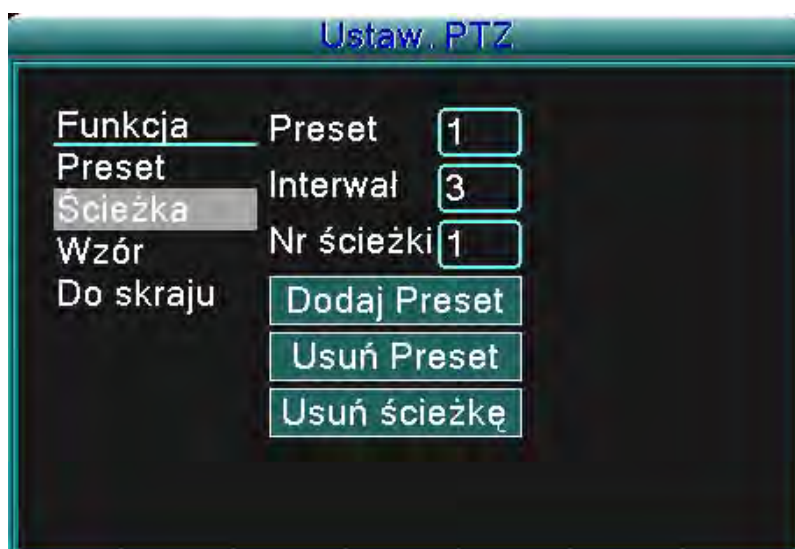 Ustaw. PTZ
Funkcja
Preset
Ścieżka
Wzór
Do skraju
Preset 1
Interwał 3
Nr ścieżki 1
Dodaj Preset
Usuń Preset
Usuń ścieżkę